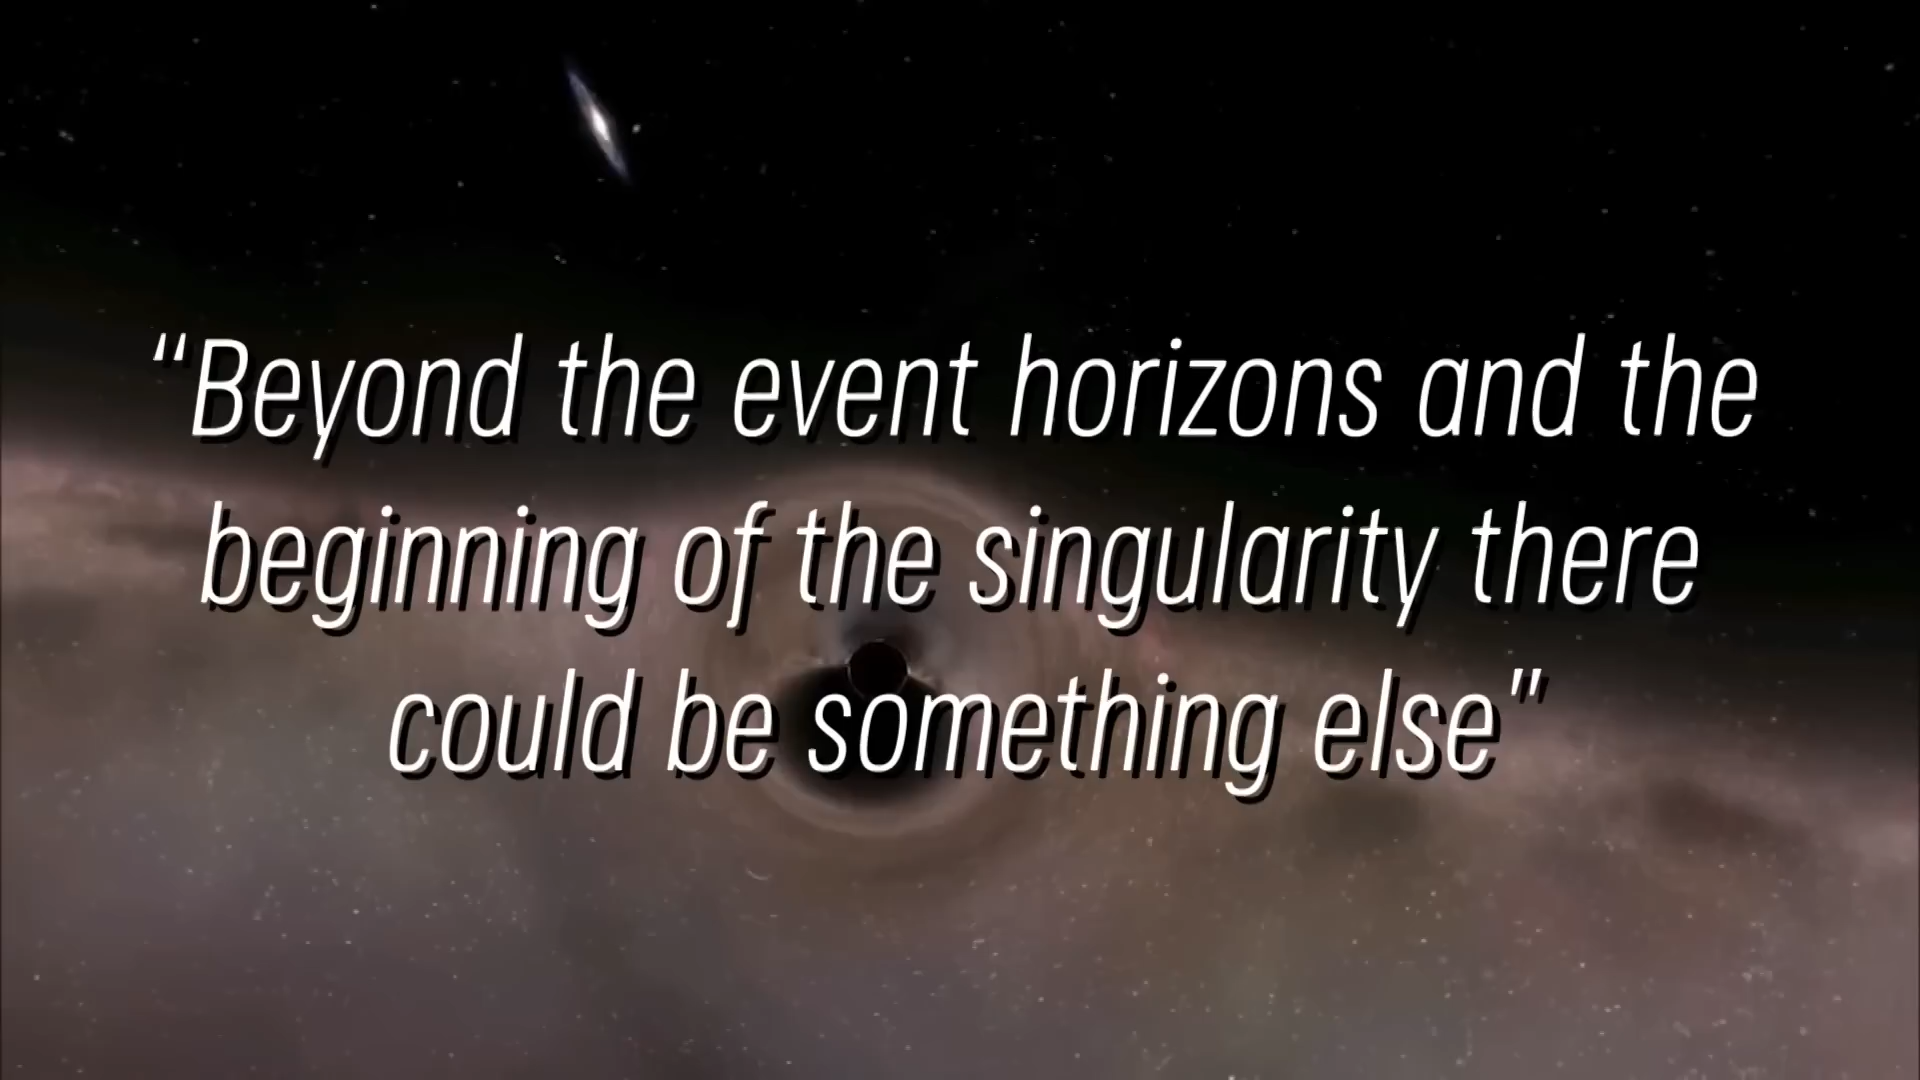 “Beyond the event horizons and the
beginning of the singularity there
could be something else”